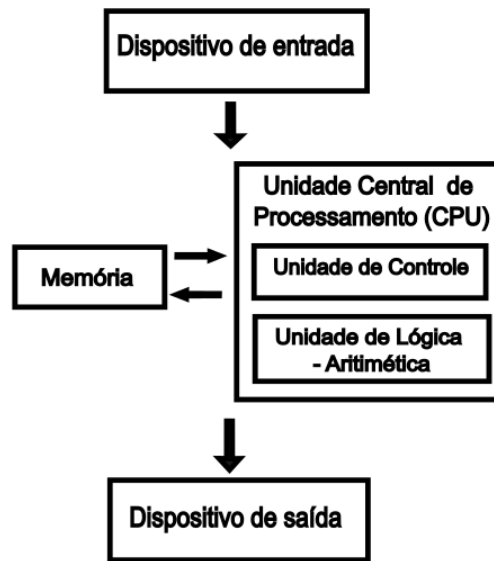 Dispositivo de entrada
Unidade Central de
Processamento (CPU)
Unidade de Controle
Memória
Unidade de Lógica
- Aritimética
Dispositivo de saída